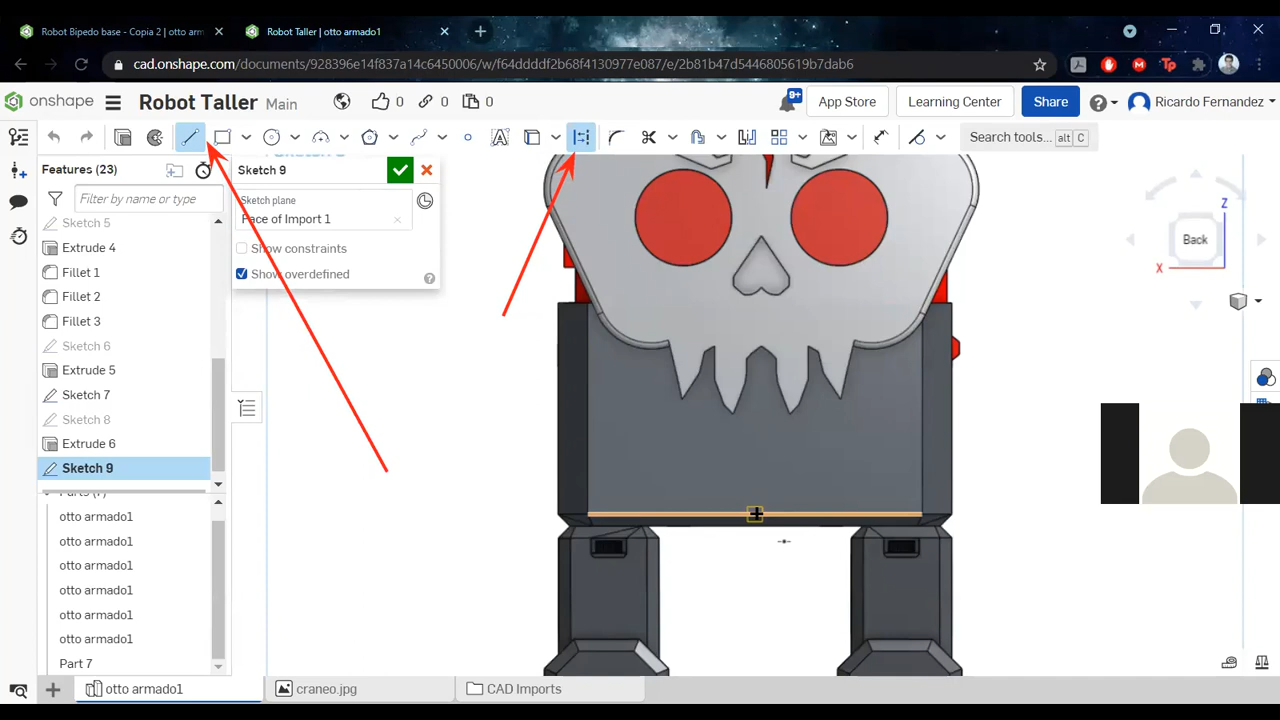 Robot Bipedo base - Copia 2 | otto arm
Robot Taller | otto armado1
cad.onshape.com/documents/928396e14f837a14c6450006/w/f64ddddf2b68f4130977e087/e/2b81b47d5446805619b7dab6
onshape
Robot Taller Main
0
0
0
9+
App Store
Learning Center
Share
Ricardo Fernandez
Search tools... alt C
Features (23)
Filter by name or type
Sketch 5
Extrude 4
Fillet 1
Fillet 2
Fillet 3
Sketch 6
Extrude 5
Sketch 7
Sketch 8
Extrude 6
Sketch 9
Parts (7)
otto armado1
otto armado1
otto armado1
otto armado1
otto armado1
otto armado1
Part 7
Sketch 9
Sketch plane
Face of Import 1
Show constraints
Show overdefined
Z
Back
X
otto armado1
craneo.jpg
CAD Imports